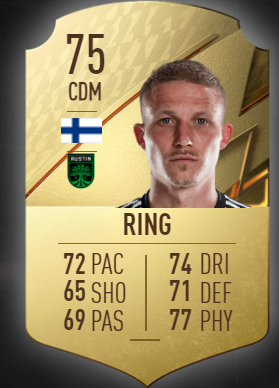 75
CDM
AUSTIN
RING
72 PAC
65 SHO
69 PAS
74 DRI
71 DEF
77 PHY